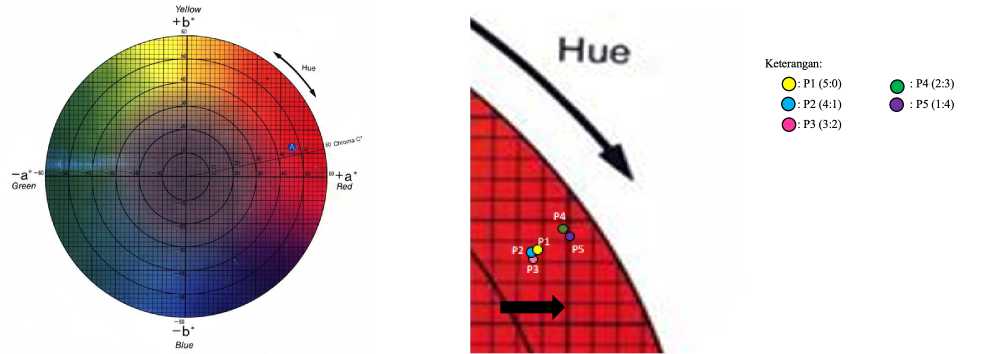 Yellow
+b*
60
Hue
A
60 Chroma C*
−a*
−60
60
+a*
Green
Red
−60
−b*
Blue
Hue
P4
P1
P2
P5
P3
Keterangan:
: P1 (5:0)
: P4 (2:3)
: P2 (4:1)
: P5 (1:4)
: P3 (3:2)